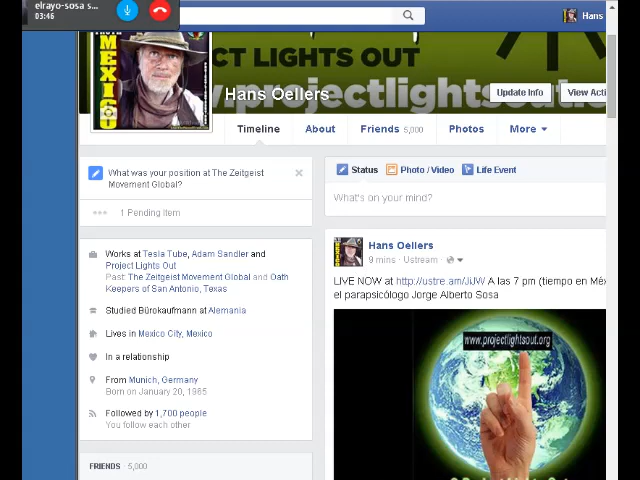 elrayo-sosa s...
03:46
Hans
MEXICO
JECT LIGHTS OUT
Hans Oellers
w.projectlightsout
Update Info
View Acti
Timeline
About
Friends 5,000
Photos
More
What was your position at The Zeitgeist
Movement Global?
1 Pending Item
Status
Photo / Video
Life Event
What's on your mind?
Works at Tesla Tube, Adam Sandler and
Project Lights Out
Past: The Zeitgeist Movement Global and Oath
Keepers of San Antonio, Texas
Studied Bürokaufmann at Alemania
Lives in Mexico City, Mexico
In a relationship
From Munich, Germany
Born on January 20, 1965
Followed by 1,700 people
You follow each other
FRIENDS 5,000
Hans Oellers
9 mins · Ustream ·
LIVE NOW at http://ustre.am/JiJW A las 7 pm (tiempo en Méx
el parapsicólogo Jorge Alberto Sosa
www.projectlightsout.org